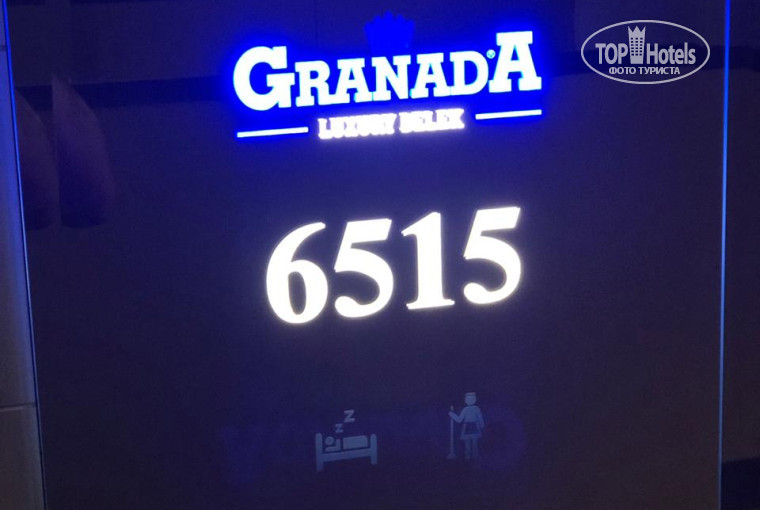 GRANADA®
LUXURY BELEK
TOP Hotels
ФОТО ТУРИСТА
6515
z z z